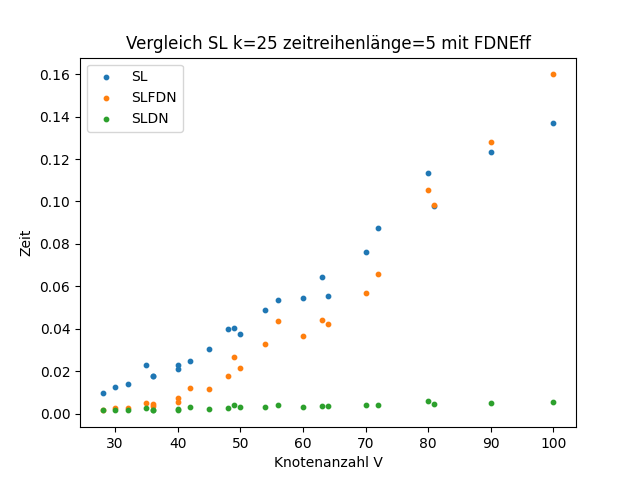 Vergleich SL k=25 zeitreihenlänge=5 mit FDNEff
SL
SLFDN
SLDN
0.16
0.14
0.12
0.10
0.08
0.06
0.04
0.02
0.00
Zeit
30 40 50 60 70 80 90 100
Knotenanzahl V